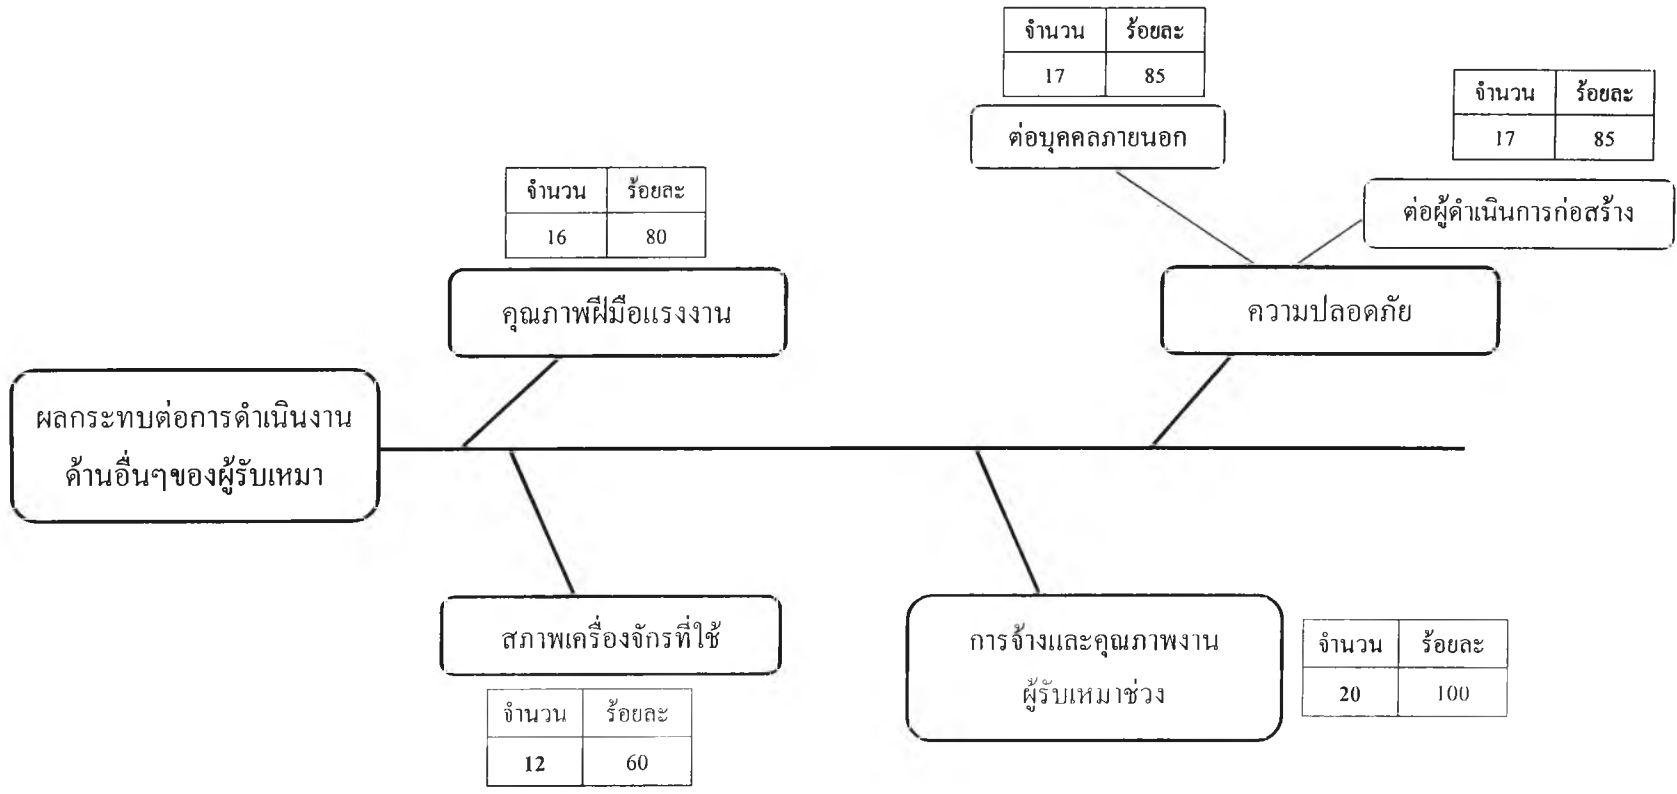 จำนวน ร้อยละ
17 85
ต่อบุคคลภายนอก
จำนวน ร้อยละ
17 85
ต่อผู้ดำเนินการก่อสร้าง
จำนวน ร้อยละ
16 80
คุณภาพฝีมือแรงงาน
ความปลอดภัย
ผลกระทบต่อการดำเนินงาน
ด้านอื่นๆของผู้รับเหมา
สภาพเครื่องจักรที่ใช้
จำนวน ร้อยละ
12 60
การจ้างและคุณภาพงาน
ผู้รับเหมาช่วง
จำนวน ร้อยละ
20 100